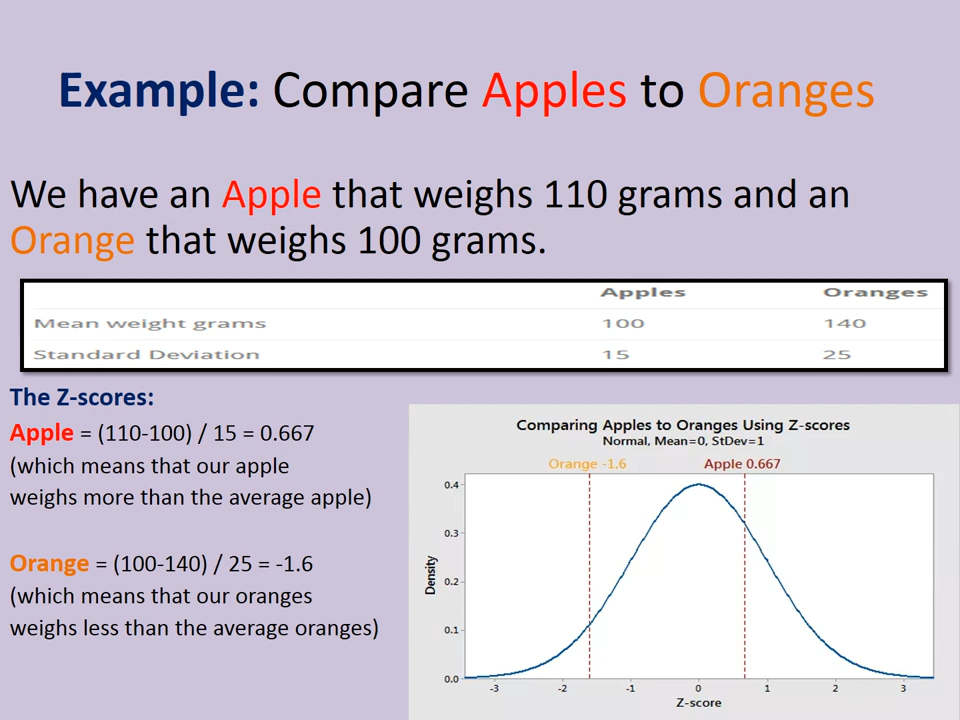 Example: Compare Apples to Oranges
We have an Apple that weighs 110 grams and an
Orange that weighs 100 grams.
Apples Oranges
Mean weight grams 100 140
Standard Deviation 15 25
The Z-scores:
Apple = (110-100) / 15 = 0.667
(which means that our apple
weighs more than the average apple)
Orange = (100-140) / 25 = -1.6
(which means that our oranges
weighs less than the average oranges)
Comparing Apples to Oranges Using Z-scores
Normal, Mean=0, StDev=1
Orange -1.6 Apple 0.667
0.4
0.3
0.2
0.1
0.0
Density
-3 -2 -1 0 1 2 3
Z-score